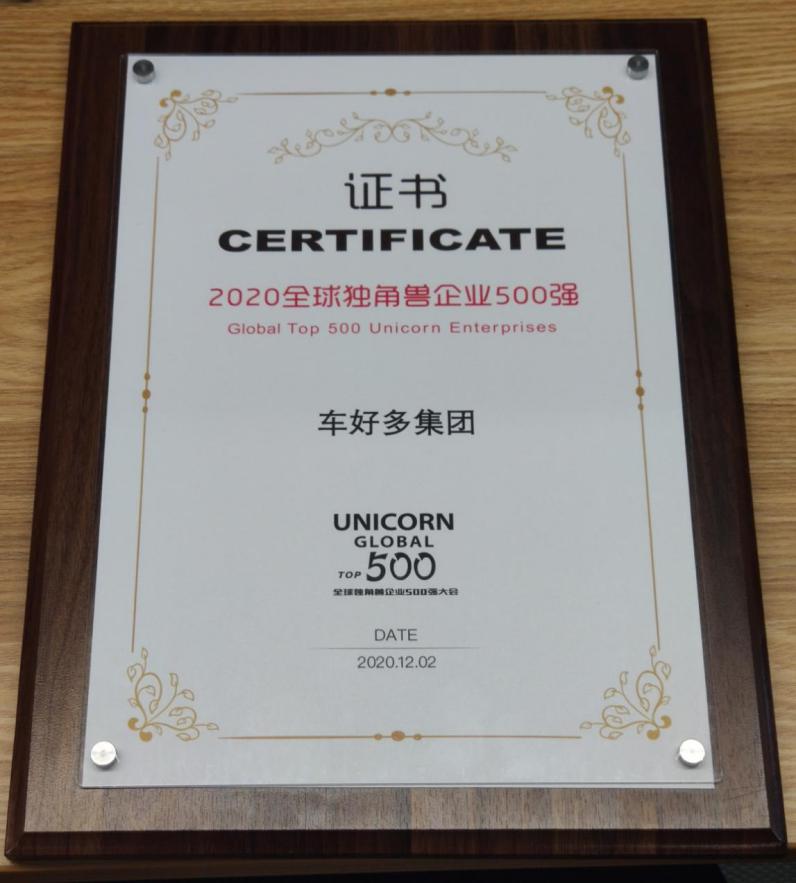 证书
CERTIFICATE
2020全球独角兽企业500强
Global Top 500 Unicorn Enterprises
车好多集团
UNICORN
GLOBAL
TOP 500
全球独角兽企业500强大会
DATE
2020.12.02